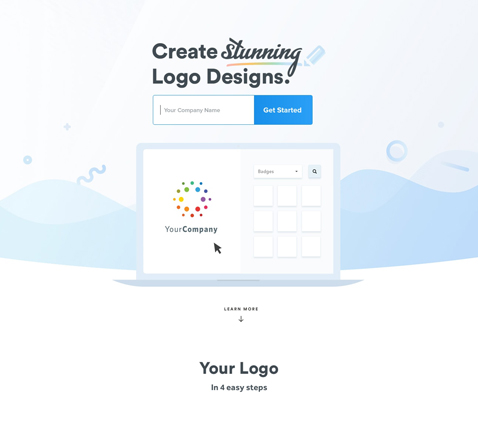 Create Stunning
Logo Designs.
Your Company Name
Get Started
Badges
YourCompany
LEARN MORE
Your Logo
In 4 easy steps